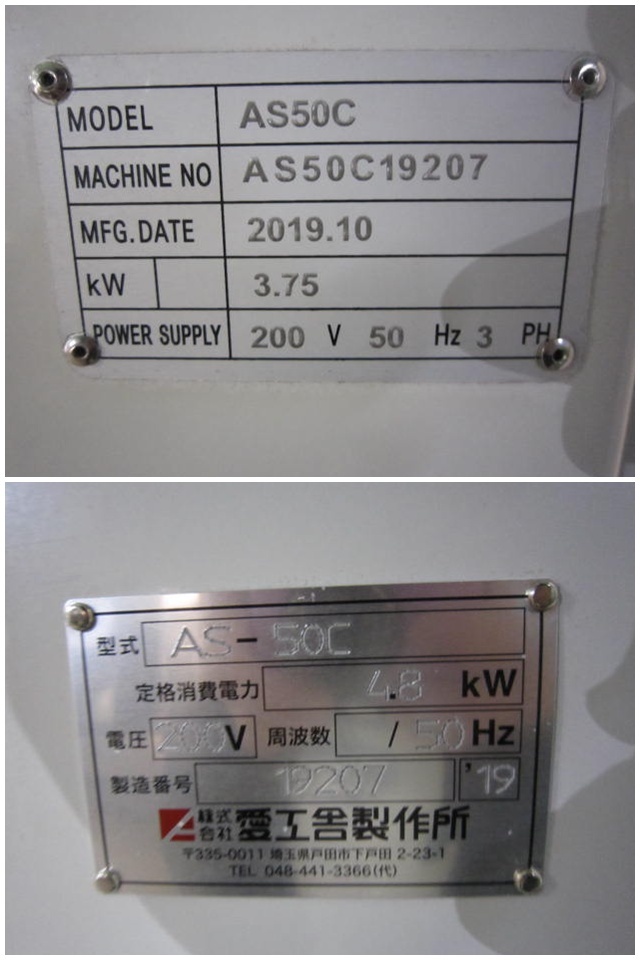 MODEL AS50C
MACHINE NO AS50C19207
MFG.DATE 2019.10
kW 3.75
POWER SUPPLY 200 V 50 Hz 3 PH
型式 AS-50C
定格消費電力 4.8 kW
電圧 200V 周波数 / 50 Hz
製造番号 19207 '19
株式会社 愛工舎製作所
〒335-0011 埼玉県戸田市下戸田 2-23-1
TEL 048-441-3366(代)